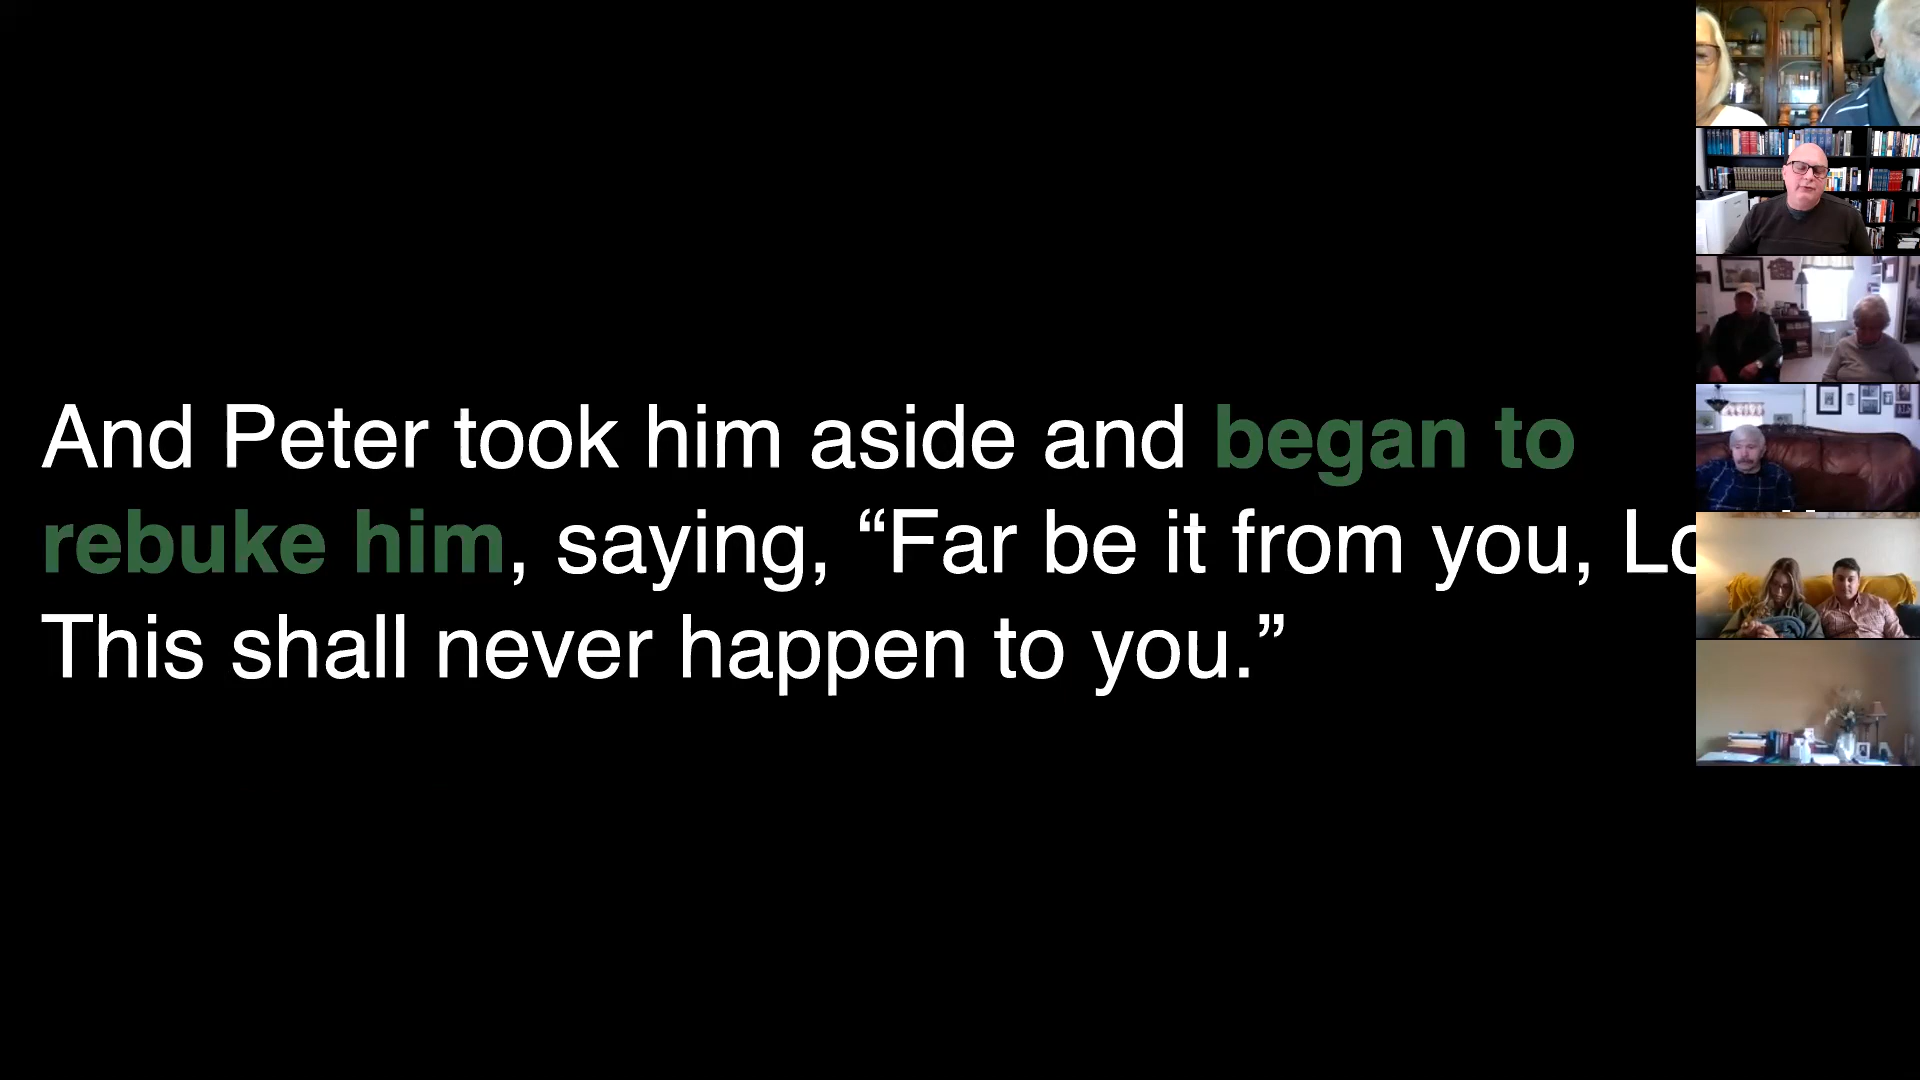 And Peter took him aside and began to
rebuke him, saying, “Far be it from you, Lo
This shall never happen to you.”